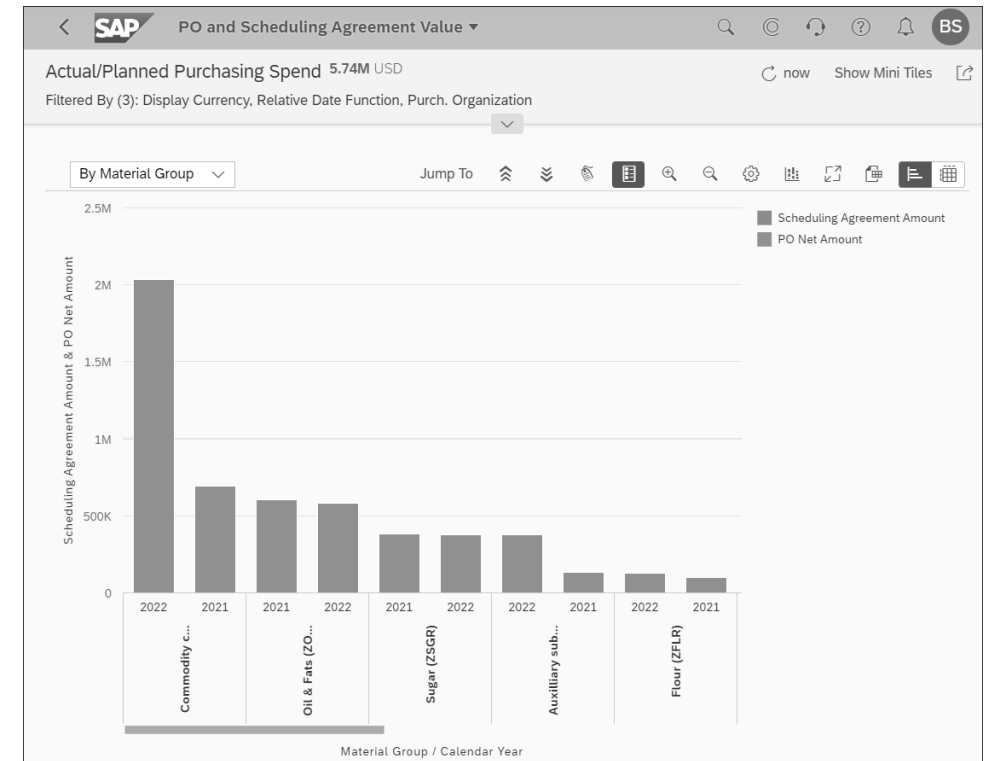 SAP PO and Scheduling Agreement Value BS
Actual/Planned Purchasing Spend 5.74M USD now Show Mini Tiles
Filtered By (3): Display Currency, Relative Date Function, Purch. Organization
By Material Group Jump To
2.5M
2M
1.5M
1M
500K
0
Scheduling Agreement Amount & PO Net Amount
Scheduling Agreement Amount
PO Net Amount
2022 2021 2021 2022 2021 2022 2022 2021 2022 2021
Commodity c...
Oil & Fats (ZO...
Sugar (ZSGR)
Auxilliary sub...
Flour (ZFLR)
Material Group / Calendar Year